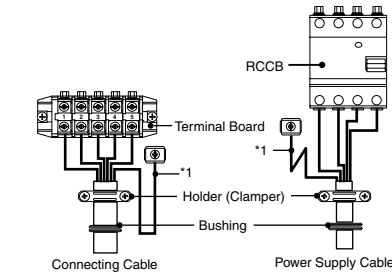 RCCB
1 2 3 4 5
Terminal Board
*1
*1
Holder (Clamper)
Bushing
Connecting Cable
Power Supply Cable